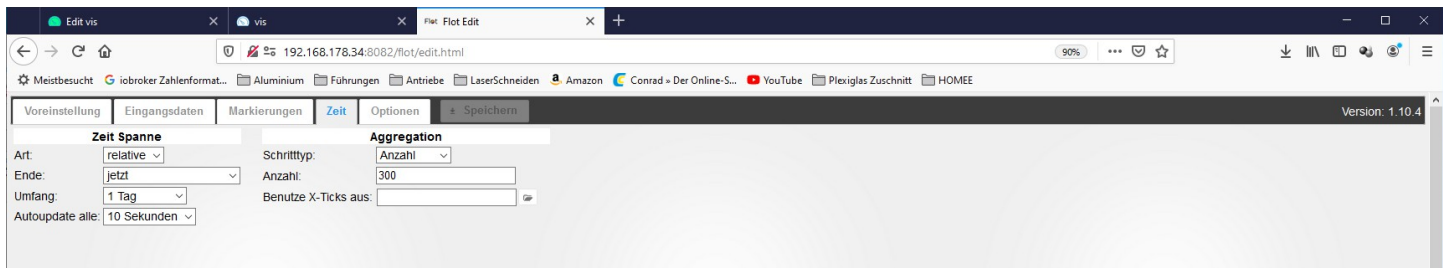 Edit vis
vis
Flot Flot Edit
192.168.178.34:8082/flot/edit.html
90%
Meistbesucht
iobroker Zahlenformat...
Aluminium
Führungen
Antriebe
LaserSchneiden
Amazon
Conrad » Der Online-S...
YouTube
Plexiglas Zuschnitt
HOMEE
Voreinstellung
Eingangsdaten
Markierungen
Zeit
Optionen
Speichern
Version: 1.10.4
Zeit Spanne
Aggregation
Art: relative
Schritttyp: Anzahl
Ende: jetzt
Anzahl: 300
Umfang: 1 Tag
Benutze X-Ticks aus:
Autoupdate alle: 10 Sekunden